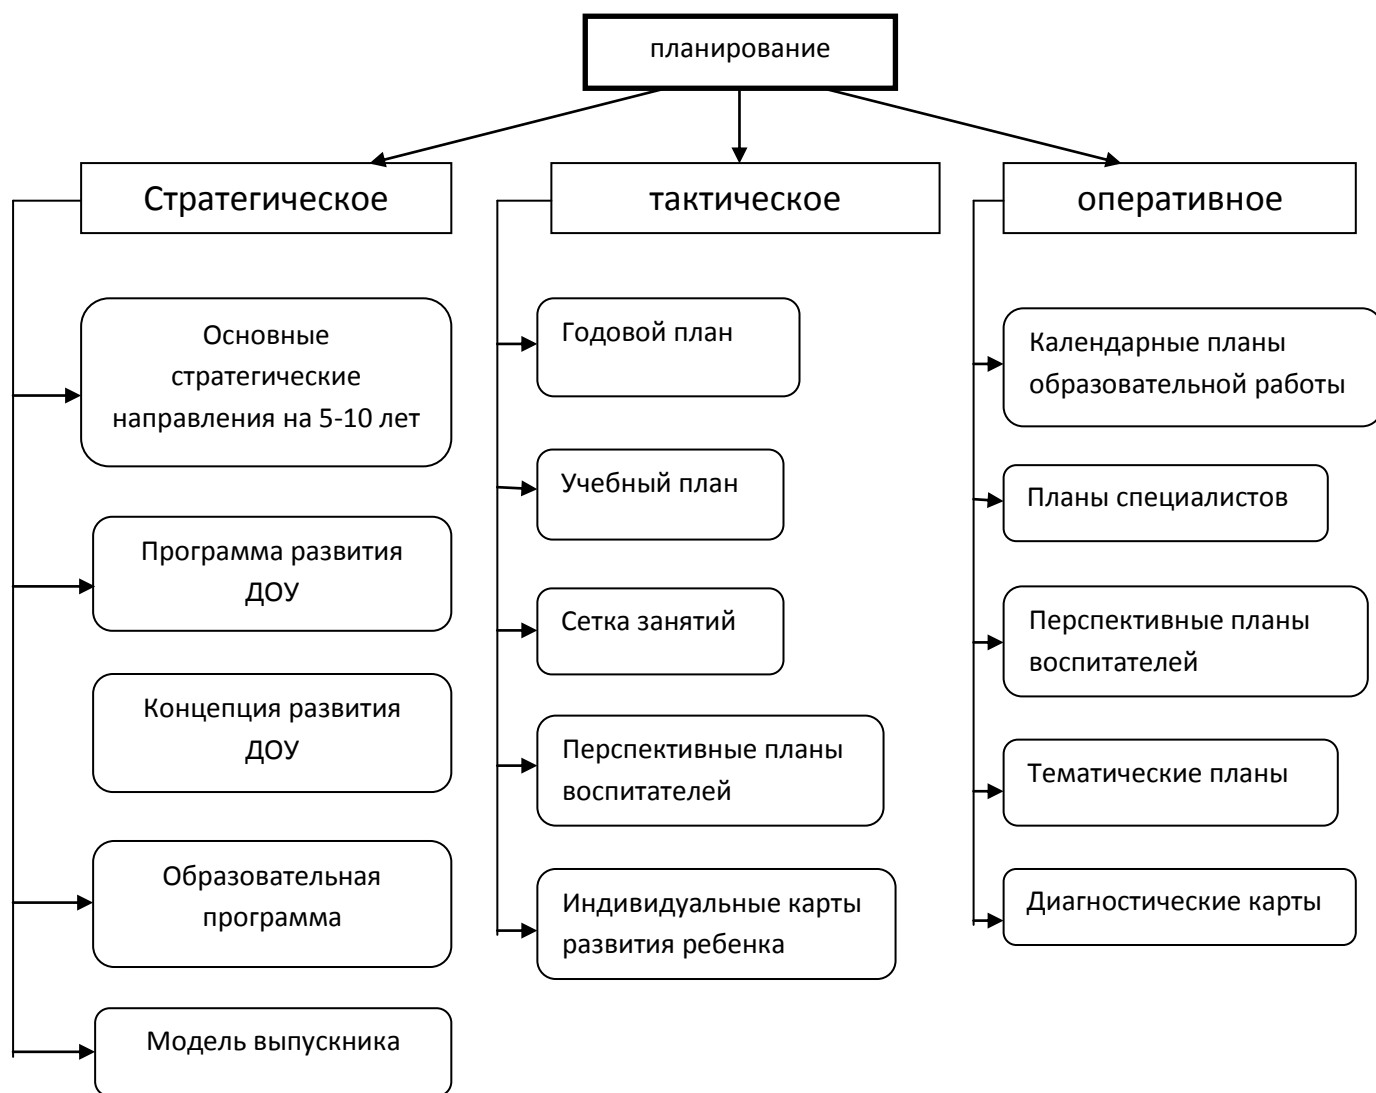 планирование
Стратегическое
тактическое
оперативное
Основные
стратегические
направления на 5-10 лет
Программа развития
ДОУ
Концепция развития
ДОУ
Образовательная
программа
Модель выпускника
Годовой план
Учебный план
Сетка занятий
Перспективные планы
воспитателей
Индивидуальные карты
развития ребенка
Календарные планы
образовательной работы
Планы специалистов
Перспективные планы
воспитателей
Тематические планы
Диагностические карты